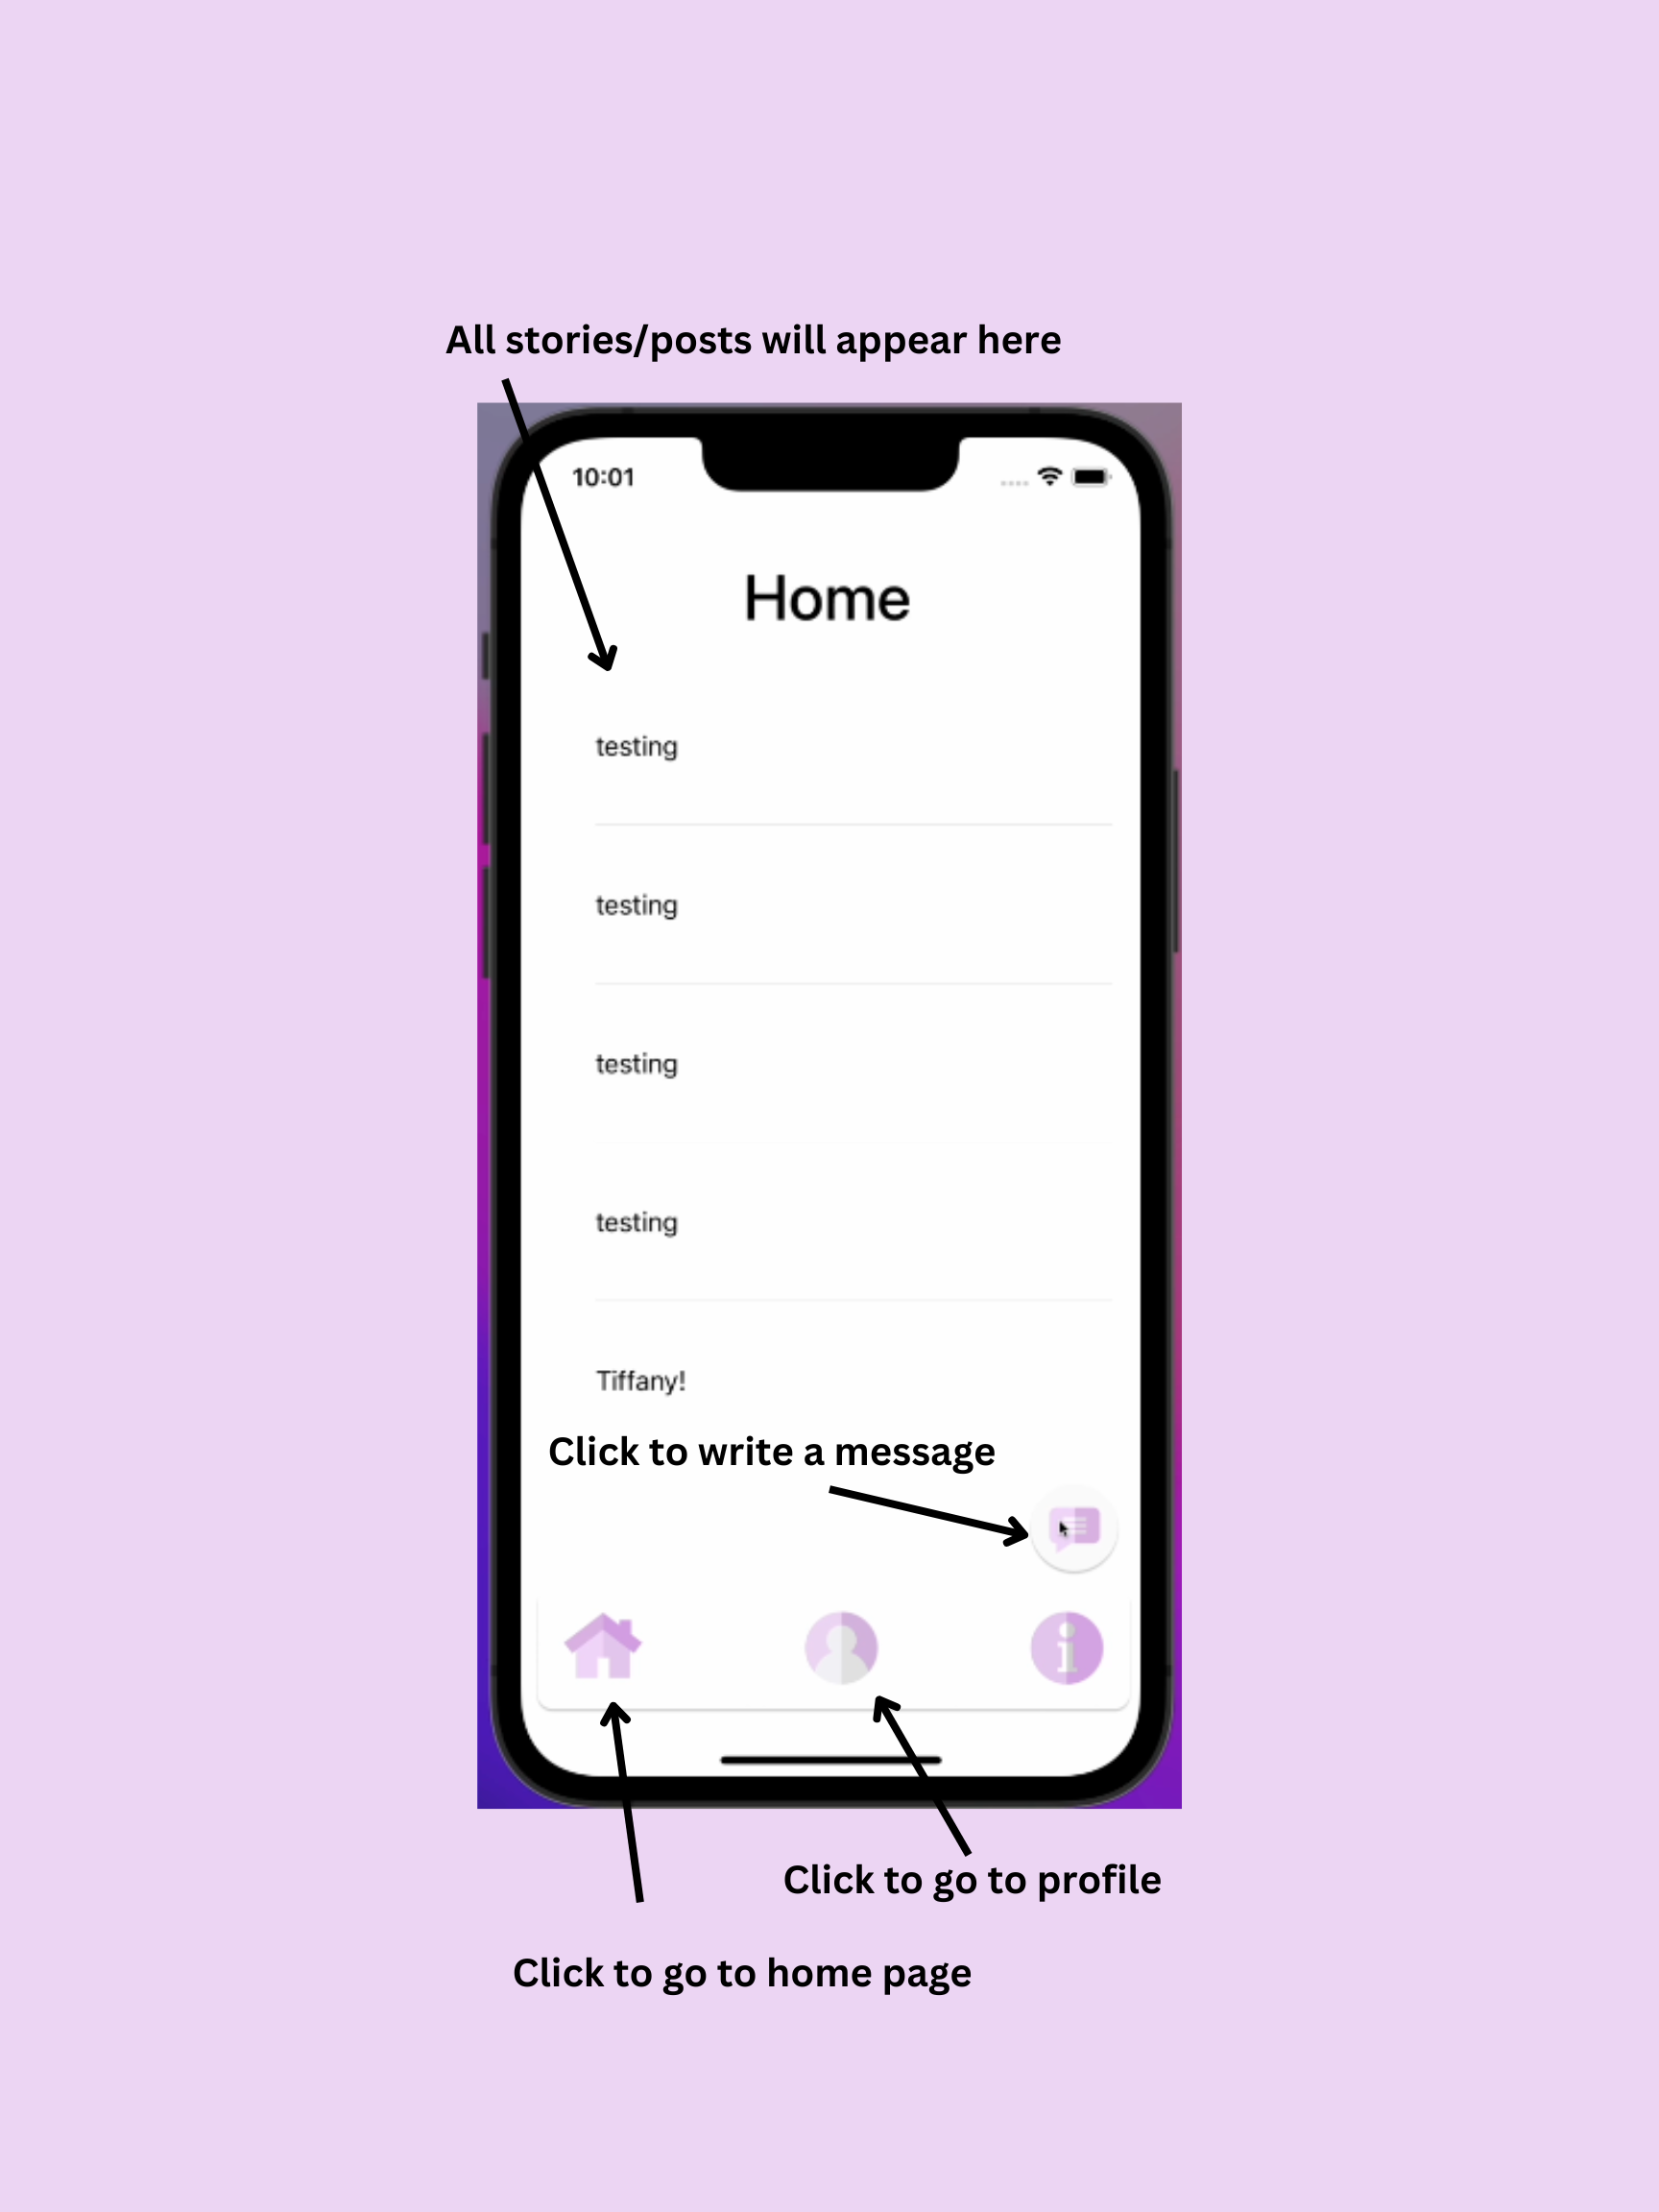 All stories/posts will appear here
10:01
Home
testing
testing
testing
testing
Tiffany!
Click to write a message
i
Click to go to profile
Click to go to home page